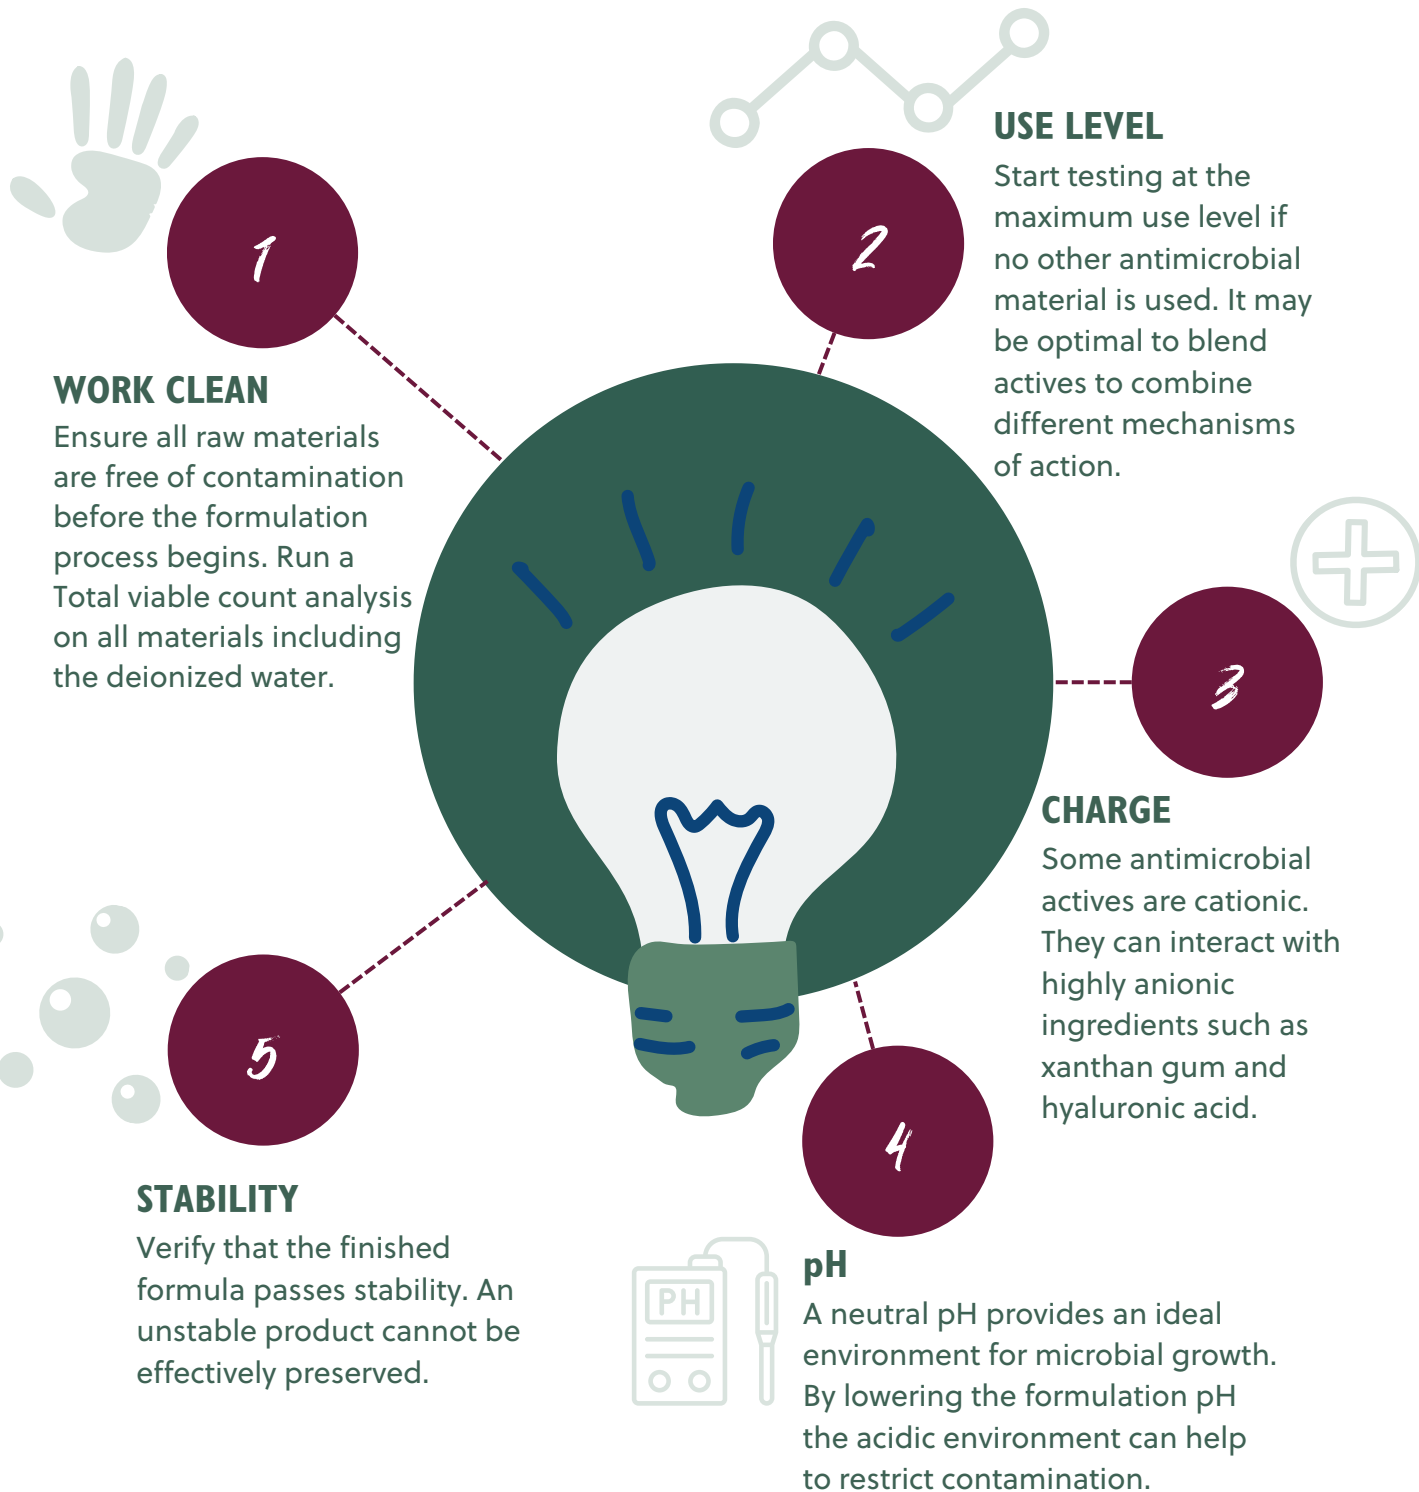 1
WORK CLEAN
Ensure all raw materials
are free of contamination
before the formulation
process begins. Run a
Total viable count analysis
on all materials including
the deionized water.
2
USE LEVEL
Start testing at the
maximum use level if
no other antimicrobial
material is used. It may
be optimal to blend
actives to combine
different mechanisms
of action.
3
CHARGE
Some antimicrobial
actives are cationic.
They can interact with
highly anionic
ingredients such as
xanthan gum and
hyaluronic acid.
4
PH
pH
A neutral pH provides an ideal
environment for microbial growth.
By lowering the formulation pH
the acidic environment can help
to restrict contamination.
5
STABILITY
Verify that the finished
formula passes stability. An
unstable product cannot be
effectively preserved.